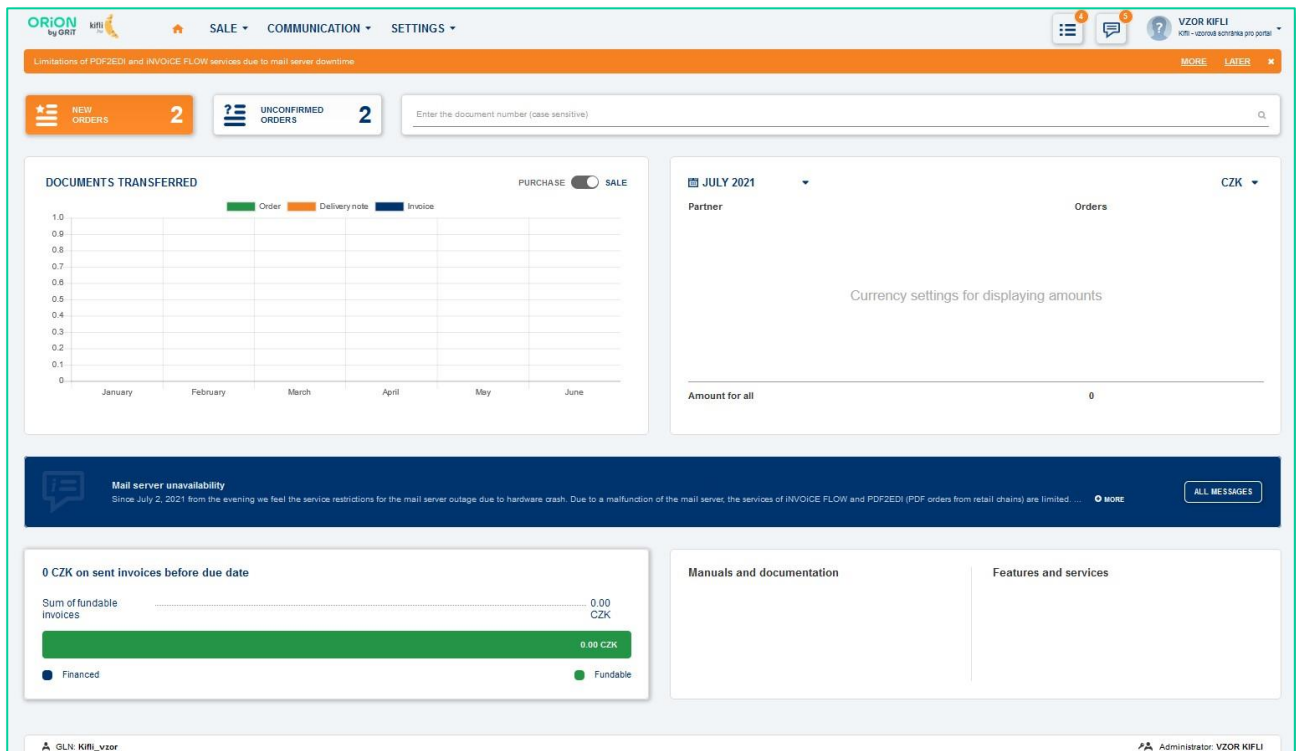 ORiON
by GRiT
kifli
SALE
COMMUNICATION
SETTINGS
4
5
VZOR KIFLI
Kifli - vzorová schránka pro portal
Limitations of PDF2EDI and iNVOiCE FLOW services due to mail server downtime
MORE
LATER
NEW
ORDERS
2
UNCONFIRMED
ORDERS
2
Enter the document number (case sensitive)
DOCUMENTS TRANSFERRED
PURCHASE
SALE
Order
Delivery note
Invoice
1.0
0.9
0.8
0.7
0.6
0.5
0.4
0.3
0.2
0.1
0
January
February
March
April
May
June
JULY 2021
CZK
Partner
Orders
Currency settings for displaying amounts
Amount for all
0
Mail server unavailability
Since July 2, 2021 from the evening we feel the service restrictions for the mail server outage due to hardware crash. Due to a malfunction of the mail server, the services of iNVOiCE FLOW and PDF2EDI (PDF orders from retail chains) are limited. ...
MORE
ALL MESSAGES
0 CZK on sent invoices before due date
Sum of fundable
invoices
0.00
CZK
0.00 CZK
Financed
Fundable
Manuals and documentation
Features and services
GLN: Kifli_vzor
Administrator: VZOR KIFLI